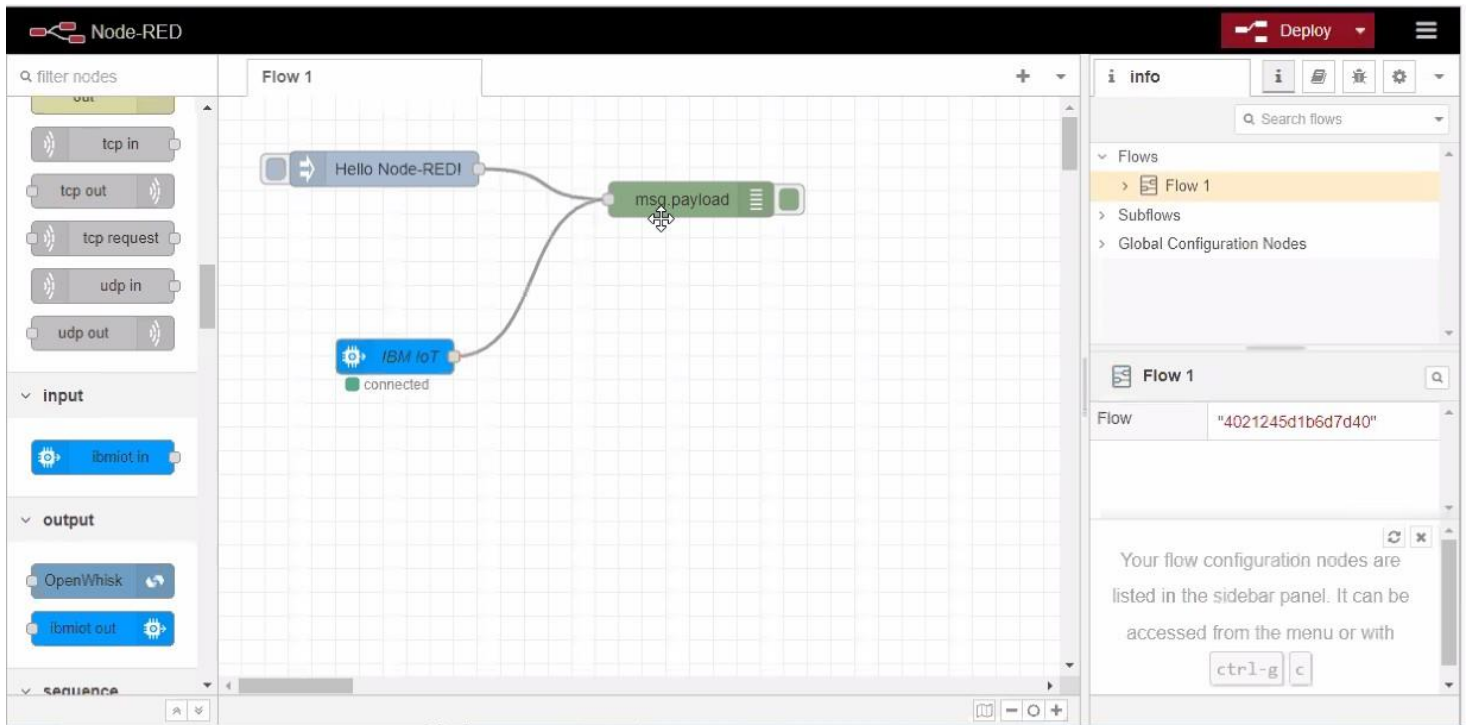 Node-RED
Deploy
filter nodes
Flow 1
i info
i
Search flows
out
tcp in
tcp out
tcp request
udp in
udp out
input
ibmiot in
output
OpenWhisk
ibmiot out
sequence
Hello Node-RED!
msg.payload
IBM IoT
connected
Flows
Flow 1
Subflows
Global Configuration Nodes
Flow 1
Flow "4021245d1b6d7d40"
Your flow configuration nodes are
listed in the sidebar panel. It can be
accessed from the menu or with
ctrl-g c